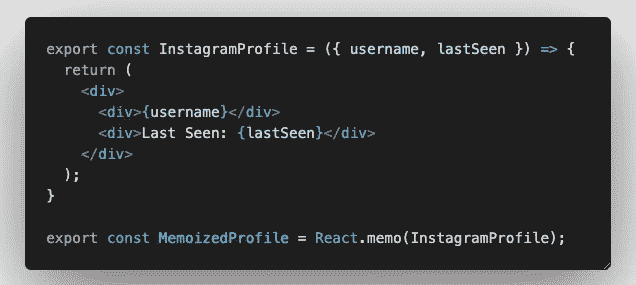 export const InstagramProfile = ({ username, lastSeen }) => {
  return (
    <div>
      <div>{username}</div>
      <div>Last Seen: {lastSeen}</div>
    </div>
  );
}

export const MemoizedProfile = React.memo(InstagramProfile);